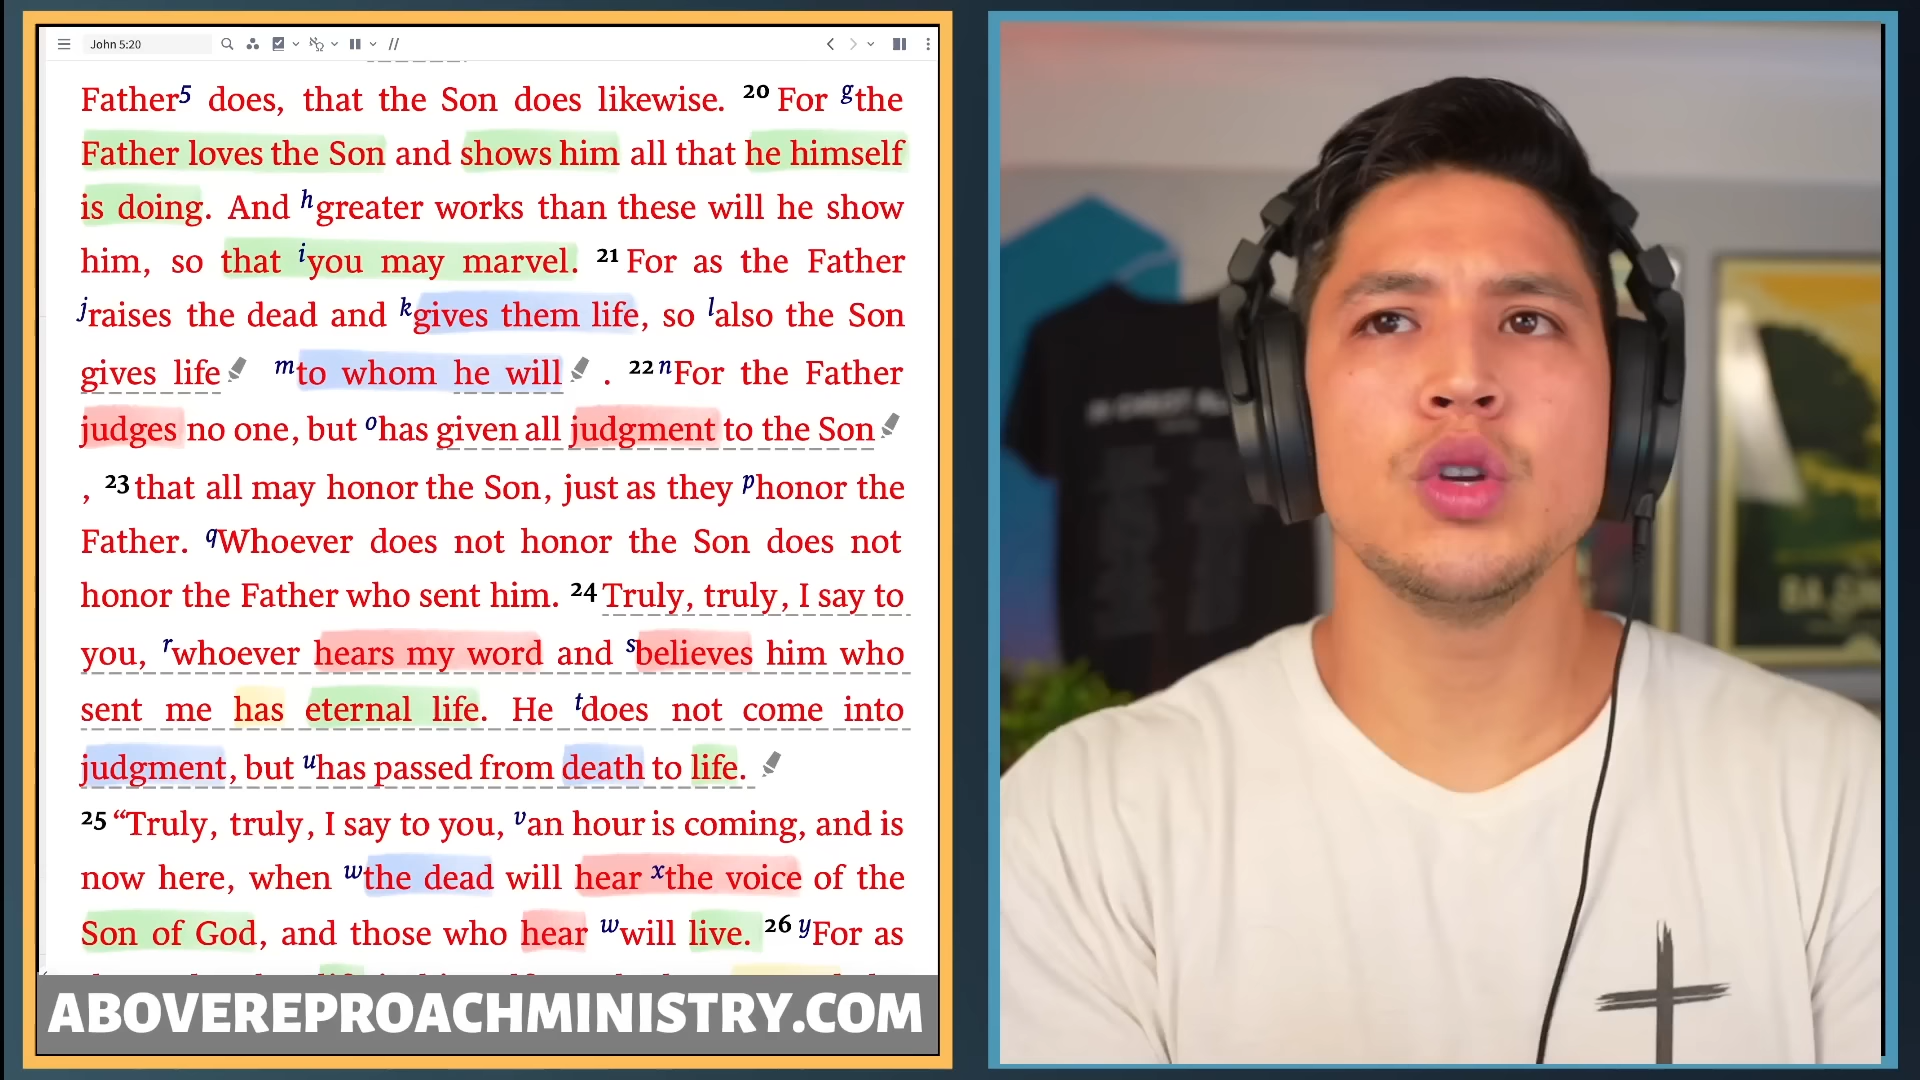 John 5:20
Father5 does, that the Son does likewise. 20 For gthe
Father loves the Son and shows him all that he himself
is doing. And hgreater works than these will he show
him, so that iyou may marvel. 21 For as the Father
jraises the dead and kgives them life, so lalso the Son
gives life mto whom he will . 22 nFor the Father
judges no one, but ohas given all judgment to the Son
, 23 that all may honor the Son, just as they phonor the
Father. qWhoever does not honor the Son does not
honor the Father who sent him. 24 Truly, truly, I say to
you, rwhoever hears my word and sbelieves him who
sent me has eternal life. He tdoes not come into
judgment, but uhas passed from death to life.
25 “Truly, truly, I say to you, van hour is coming, and is
now here, when wthe dead will hear xthe voice of the
Son of God, and those who hear wwill live. 26 yFor as
ABOVEREPROACHMINISTRY.COM